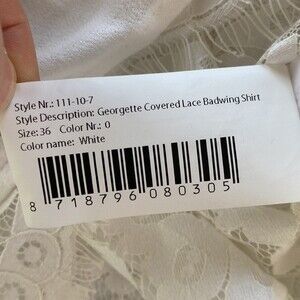 Style Nr.: 111-10-7
Style Description: Georgette Covered Lace Badwing Shirt
Size: 36 Color Nr.: 0
Color name: White
8 718796 080305